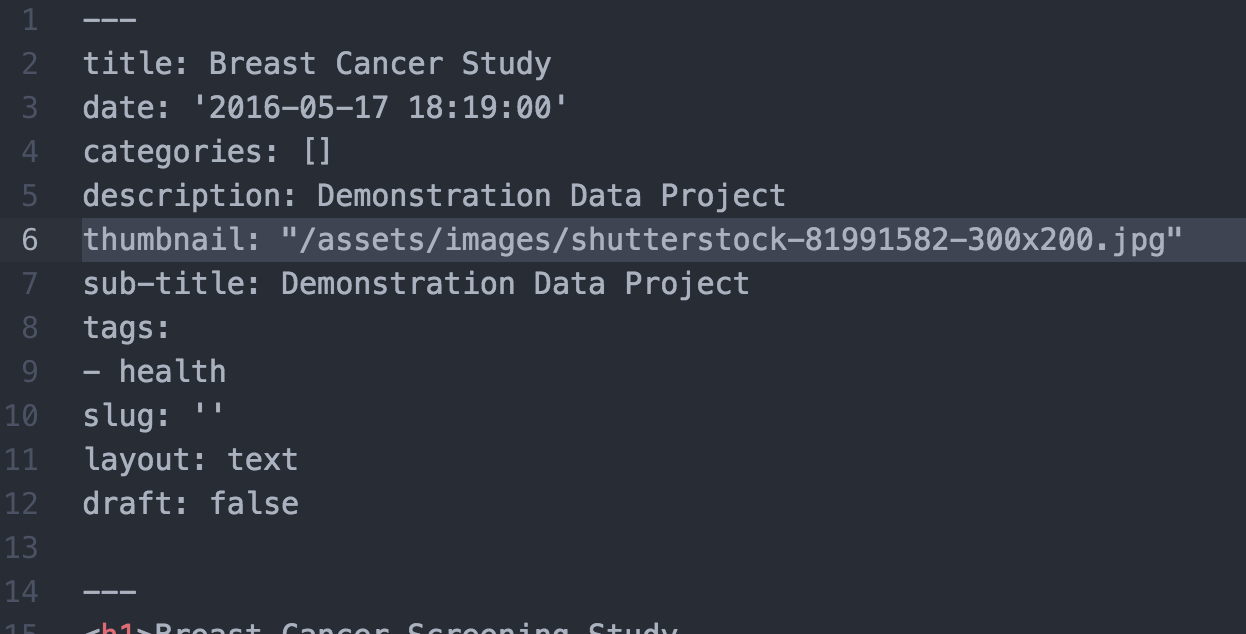 1 ---
2 title: Breast Cancer Study
3 date: '2016-05-17 18:19:00'
4 categories: []
5 description: Demonstration Data Project
6 thumbnail: "/assets/images/shutterstock-81991582-300x200.jpg"
7 sub-title: Demonstration Data Project
8 tags:
9 - health
10 slug: ''
11 layout: text
12 draft: false
13
14 ---
15 <h1>Breast Cancer Screening Study